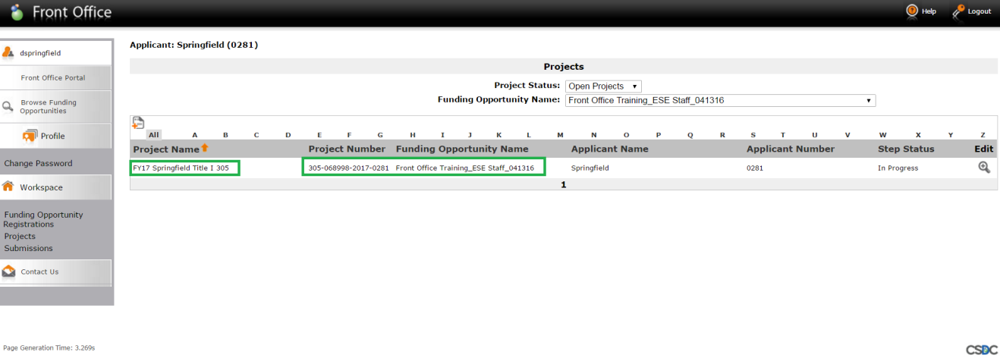 Front Office
Help
Logout
dspringfield
Front Office Portal
Browse Funding
Opportunities
Profile
Change Password
Workspace
Funding Opportunity
Registrations
Projects
Submissions
Contact Us
Applicant: Springfield (0281)
Projects
Project Status: Open Projects
Funding Opportunity Name: Front Office Training_ESE Staff_041316
All A B C D E F G H I J K L M N O P Q R S T U V W X Y Z
Project Name Project Number Funding Opportunity Name Applicant Name Applicant Number Step Status Edit
FY17 Springfield Title I 305 305-068998-2017-0281 Front Office Training_ESE Staff_041316 Springfield 0281 In Progress
1
Page Generation Time: 3.269s
CSDC